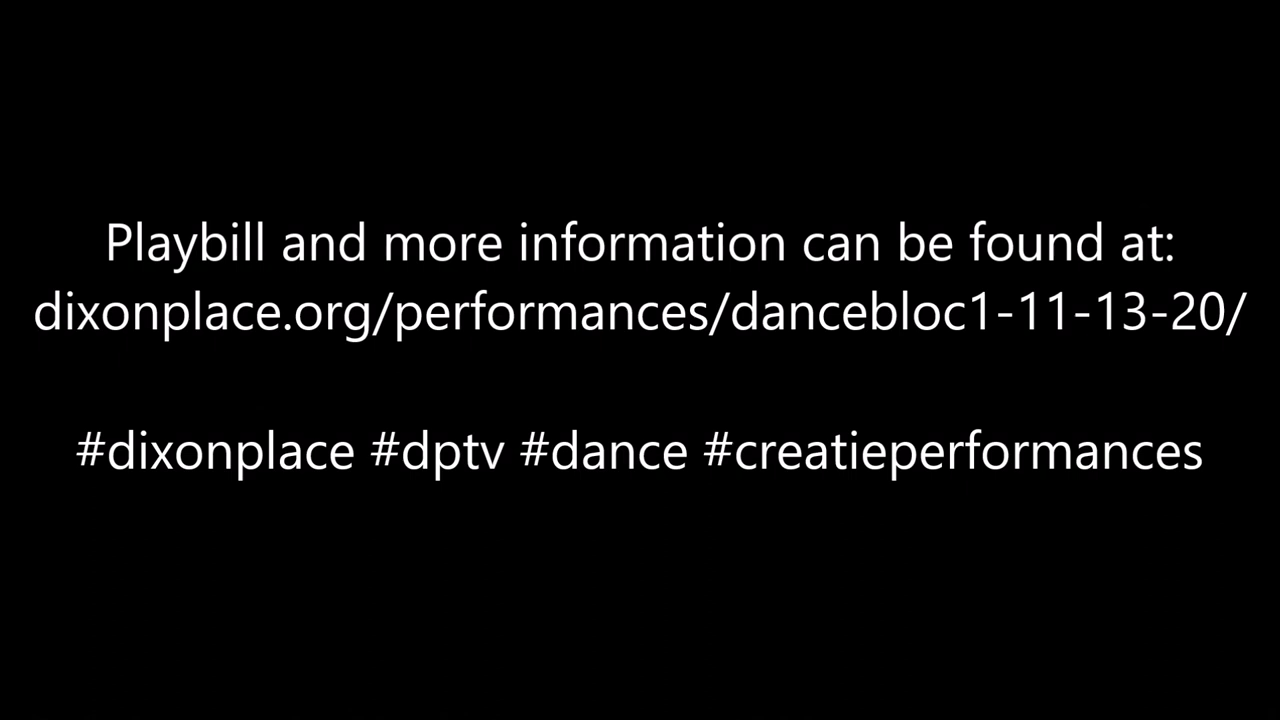 Playbill and more information can be found at:
dixonplace.org/performances/dancebloc1-11-13-20/
#dixonplace #dptv #dance #creatieperformances